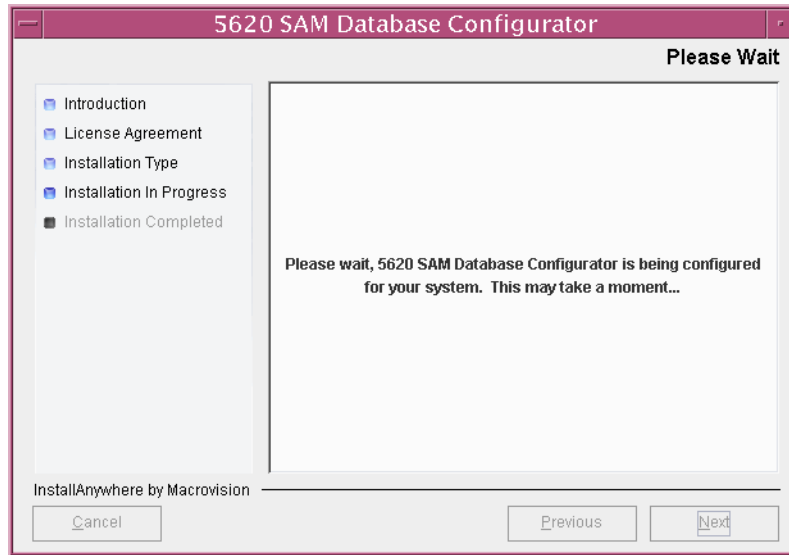 5620 SAM Database Configurator
Please Wait
Introduction
License Agreement
Installation Type
Installation In Progress
Installation Completed
Please wait, 5620 SAM Database Configurator is being configured
for your system. This may take a moment...
InstallAnywhere by Macrovision
Cancel
Previous
Next